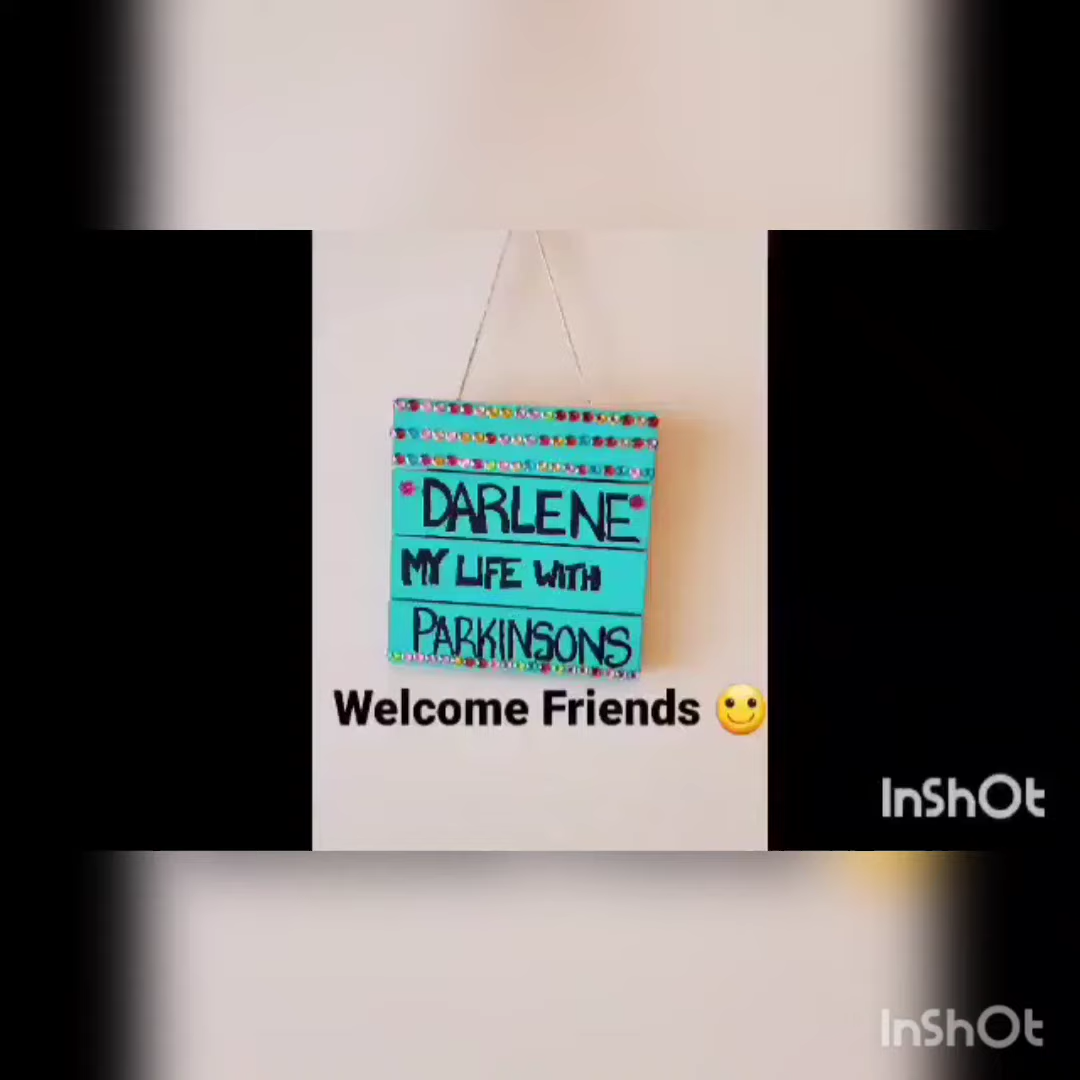 DARLENE
MY LIFE WITH
PARKINSONS
Welcome Friends 🙂
InShOt
InShOt